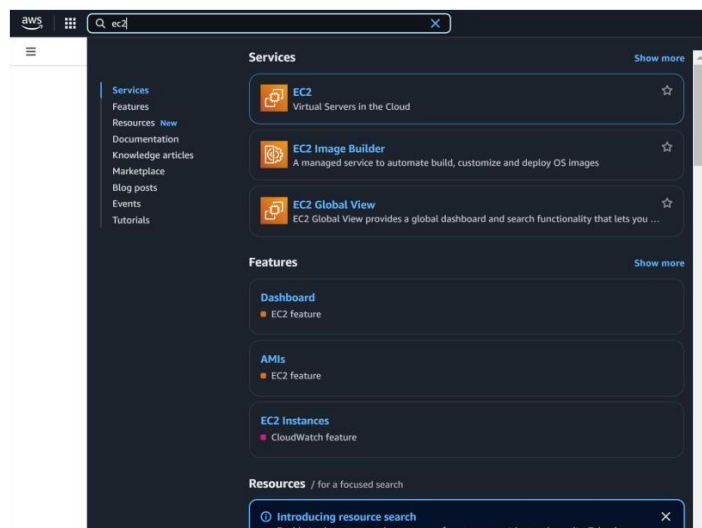 aws
ec2
Services
Features
Resources New
Documentation
Knowledge articles
Marketplace
Blog posts
Events
Tutorials
Services Show more
EC2
Virtual Servers in the Cloud
EC2 Image Builder
A managed service to automate build, customize and deploy OS images
EC2 Global View
EC2 Global View provides a global dashboard and search functionality that lets you ...
Features Show more
Dashboard
EC2 feature
AMIs
EC2 feature
EC2 Instances
CloudWatch feature
Resources / for a focused search
Introducing resource search